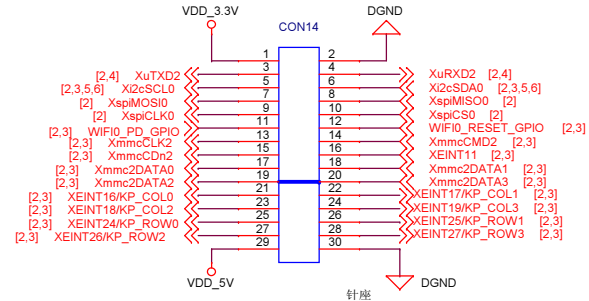 VDD_3.3V DGND
CON14
1 2
[2,4] XuTXD2 3 4 XuRXD2 [2,4]
[2,3,5,6] Xi2cSCL0 5 6 Xi2cSDA0 [2,3,5,6]
[2] XspiMOSI0 7 8 XspiMISO0 [2]
[2] XspiCLK0 9 10 XspiCS0 [2]
[2,3] WIFI0_PD_GPIO 11 12 WIFI0_RESET_GPIO [2,3]
[2,3] XmmcCLK2 13 14 XmmcCMD2 [2,3]
[2,3] XmmcCDn2 15 16 XEINT11 [2,3]
[2,3] Xmmc2DATA0 17 18 Xmmc2DATA1 [2,3]
[2,3] Xmmc2DATA2 19 20 Xmmc2DATA3 [2,3]
[2,3] XEINT16/KP_COL0 21 22 XEINT17/KP_COL1 [2,3]
[2,3] XEINT18/KP_COL2 23 24 XEINT19/KP_COL3 [2,3]
[2,3] XEINT24/KP_ROW0 25 26 XEINT25/KP_ROW1 [2,3]
[2,3] XEINT26/KP_ROW2 27 28 XEINT27/KP_ROW3 [2,3]
29 30
VDD_5V DGND
针座